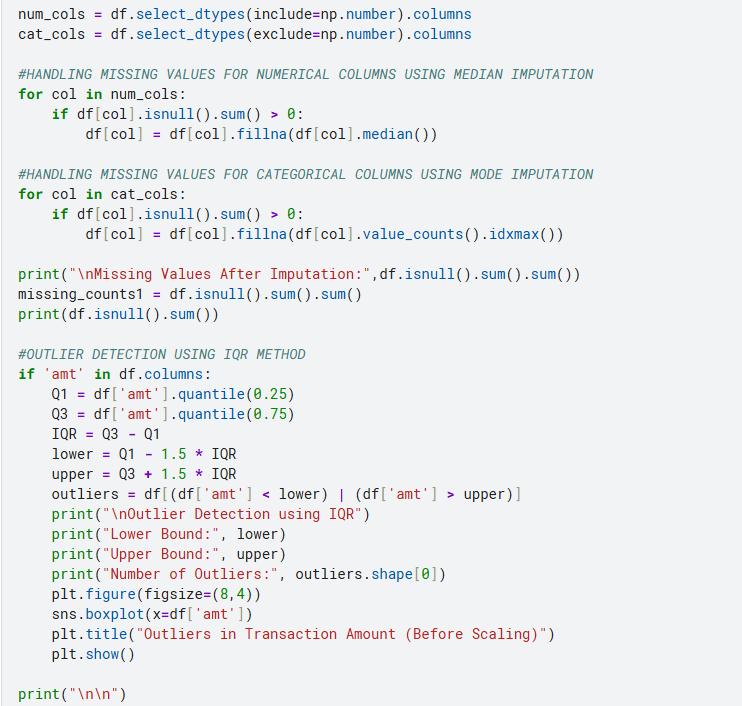 num_cols = df.select_dtypes(include=np.number).columns
cat_cols = df.select_dtypes(exclude=np.number).columns

#HANDLING MISSING VALUES FOR NUMERICAL COLUMNS USING MEDIAN IMPUTATION
for col in num_cols:
    if df[col].isnull().sum() > 0:
        df[col] = df[col].fillna(df[col].median())

#HANDLING MISSING VALUES FOR CATEGORICAL COLUMNS USING MODE IMPUTATION
for col in cat_cols:
    if df[col].isnull().sum() > 0:
        df[col] = df[col].fillna(df[col].value_counts().idxmax())

print("\nMissing Values After Imputation:",df.isnull().sum().sum())
missing_counts1 = df.isnull().sum().sum()
print(df.isnull().sum())

#OUTLIER DETECTION USING IQR METHOD
if 'amt' in df.columns:
    Q1 = df['amt'].quantile(0.25)
    Q3 = df['amt'].quantile(0.75)
    IQR = Q3 - Q1
    lower = Q1 - 1.5 * IQR
    upper = Q3 + 1.5 * IQR
    outliers = df[(df['amt'] < lower) | (df['amt'] > upper)]
    print("\nOutlier Detection using IQR")
    print("Lower Bound:", lower)
    print("Upper Bound:", upper)
    print("Number of Outliers:", outliers.shape[0])
    plt.figure(figsize=(8,4))
    sns.boxplot(x=df['amt'])
    plt.title("Outliers in Transaction Amount (Before Scaling)")
    plt.show()

print("\n\n")